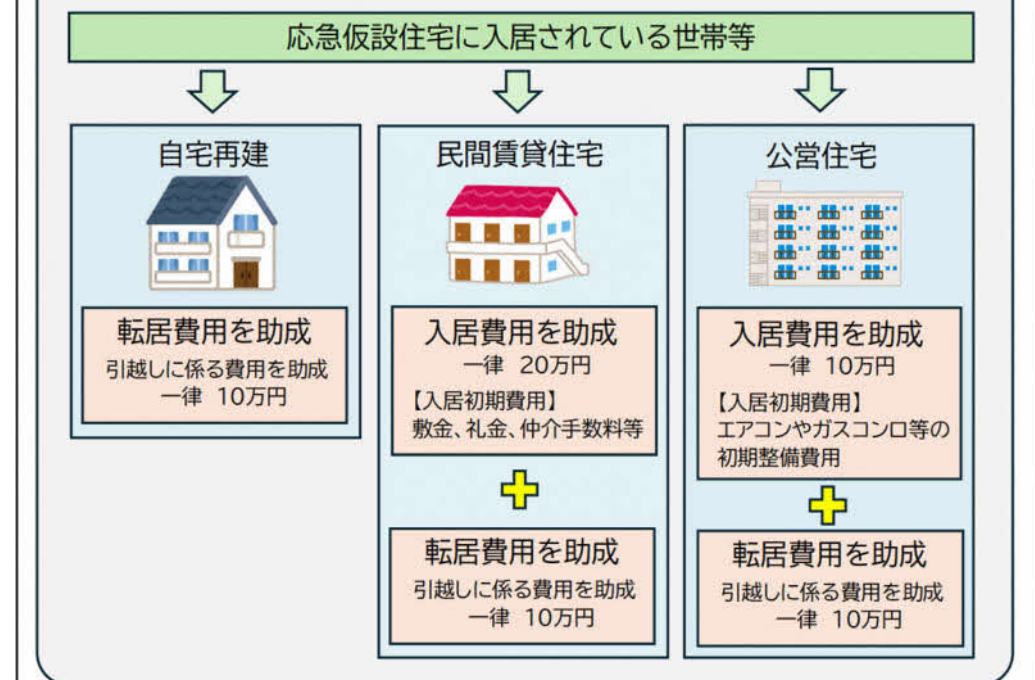 応急仮設住宅に入居されている世帯等
自宅再建
転居費用を助成
引越しに係る費用を助成
一律 10万円
民間賃貸住宅
入居費用を助成
一律 20万円
【入居初期費用】
敷金、礼金、仲介手数料等
転居費用を助成
引越しに係る費用を助成
一律 10万円
公営住宅
入居費用を助成
一律 10万円
【入居初期費用】
エアコンやガスコンロ等の
初期整備費用
転居費用を助成
引越しに係る費用を助成
一律 10万円